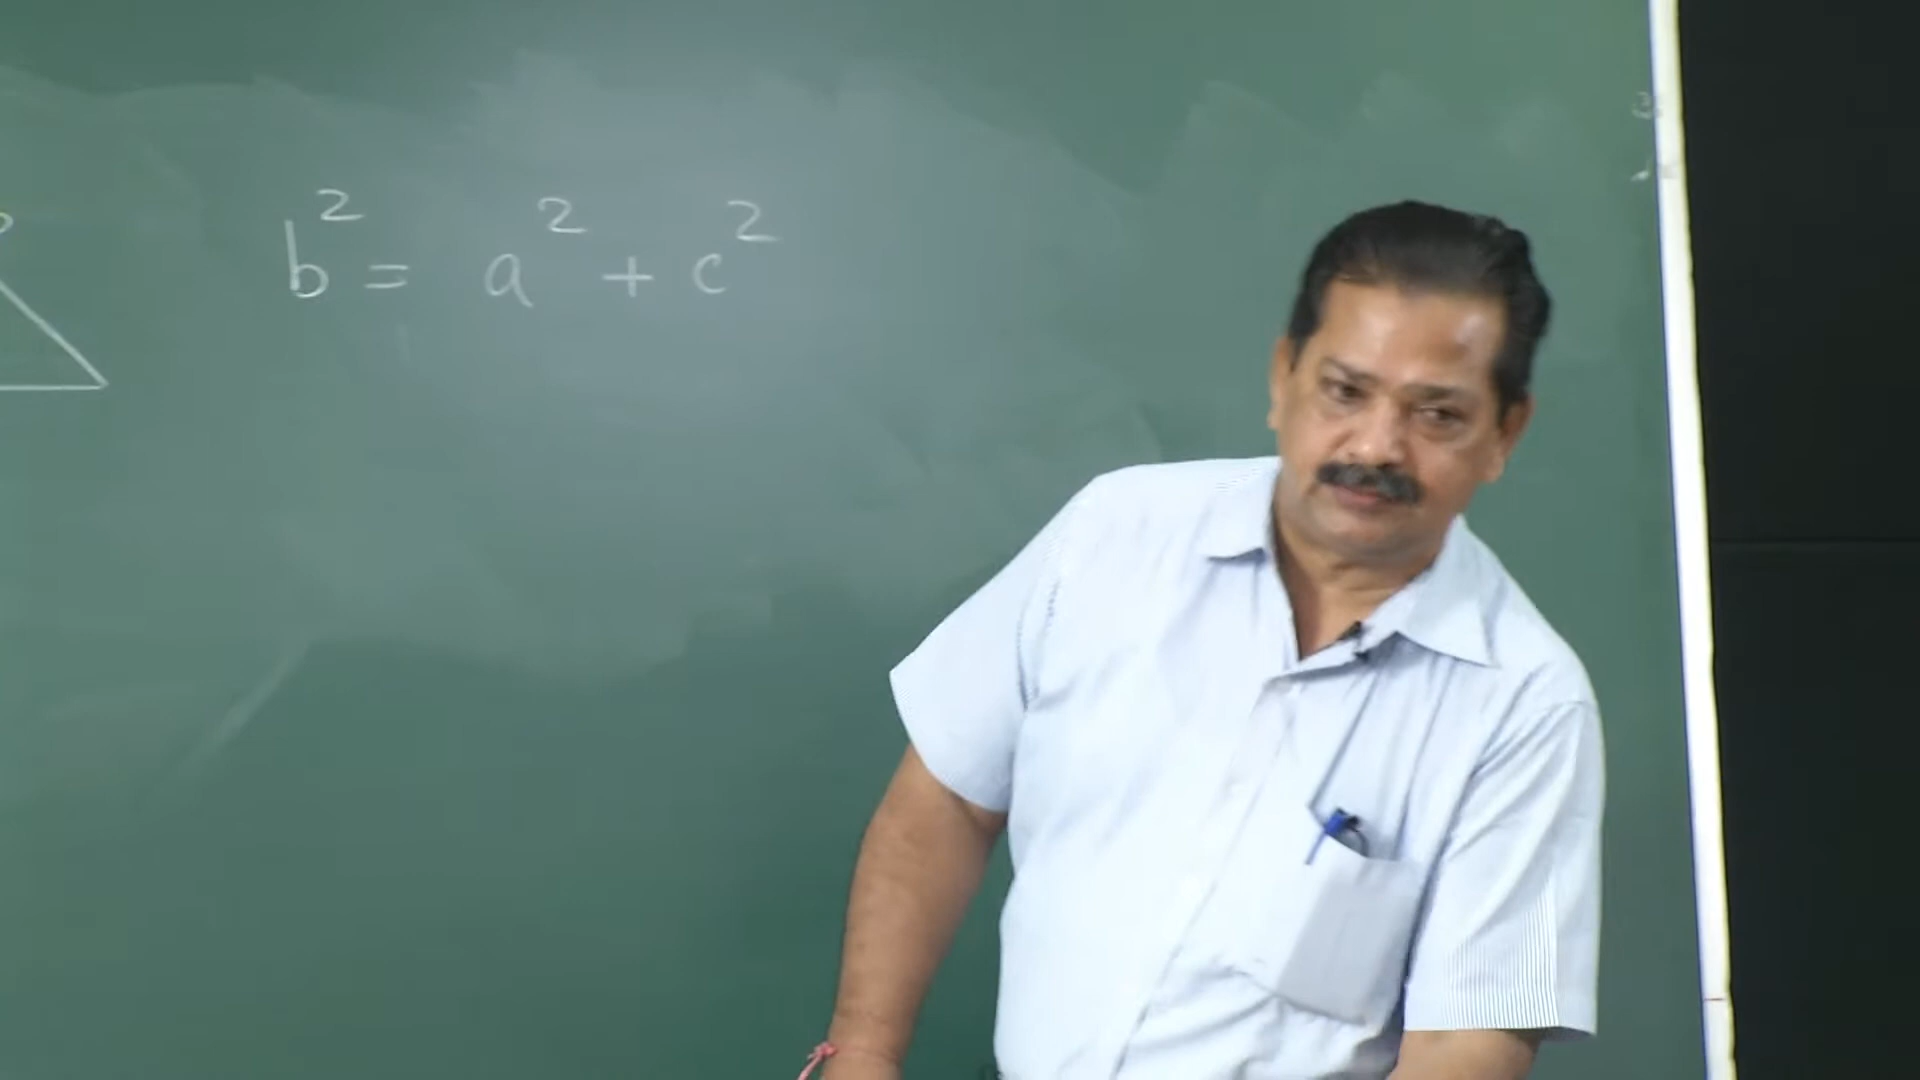 b² = a² + c²